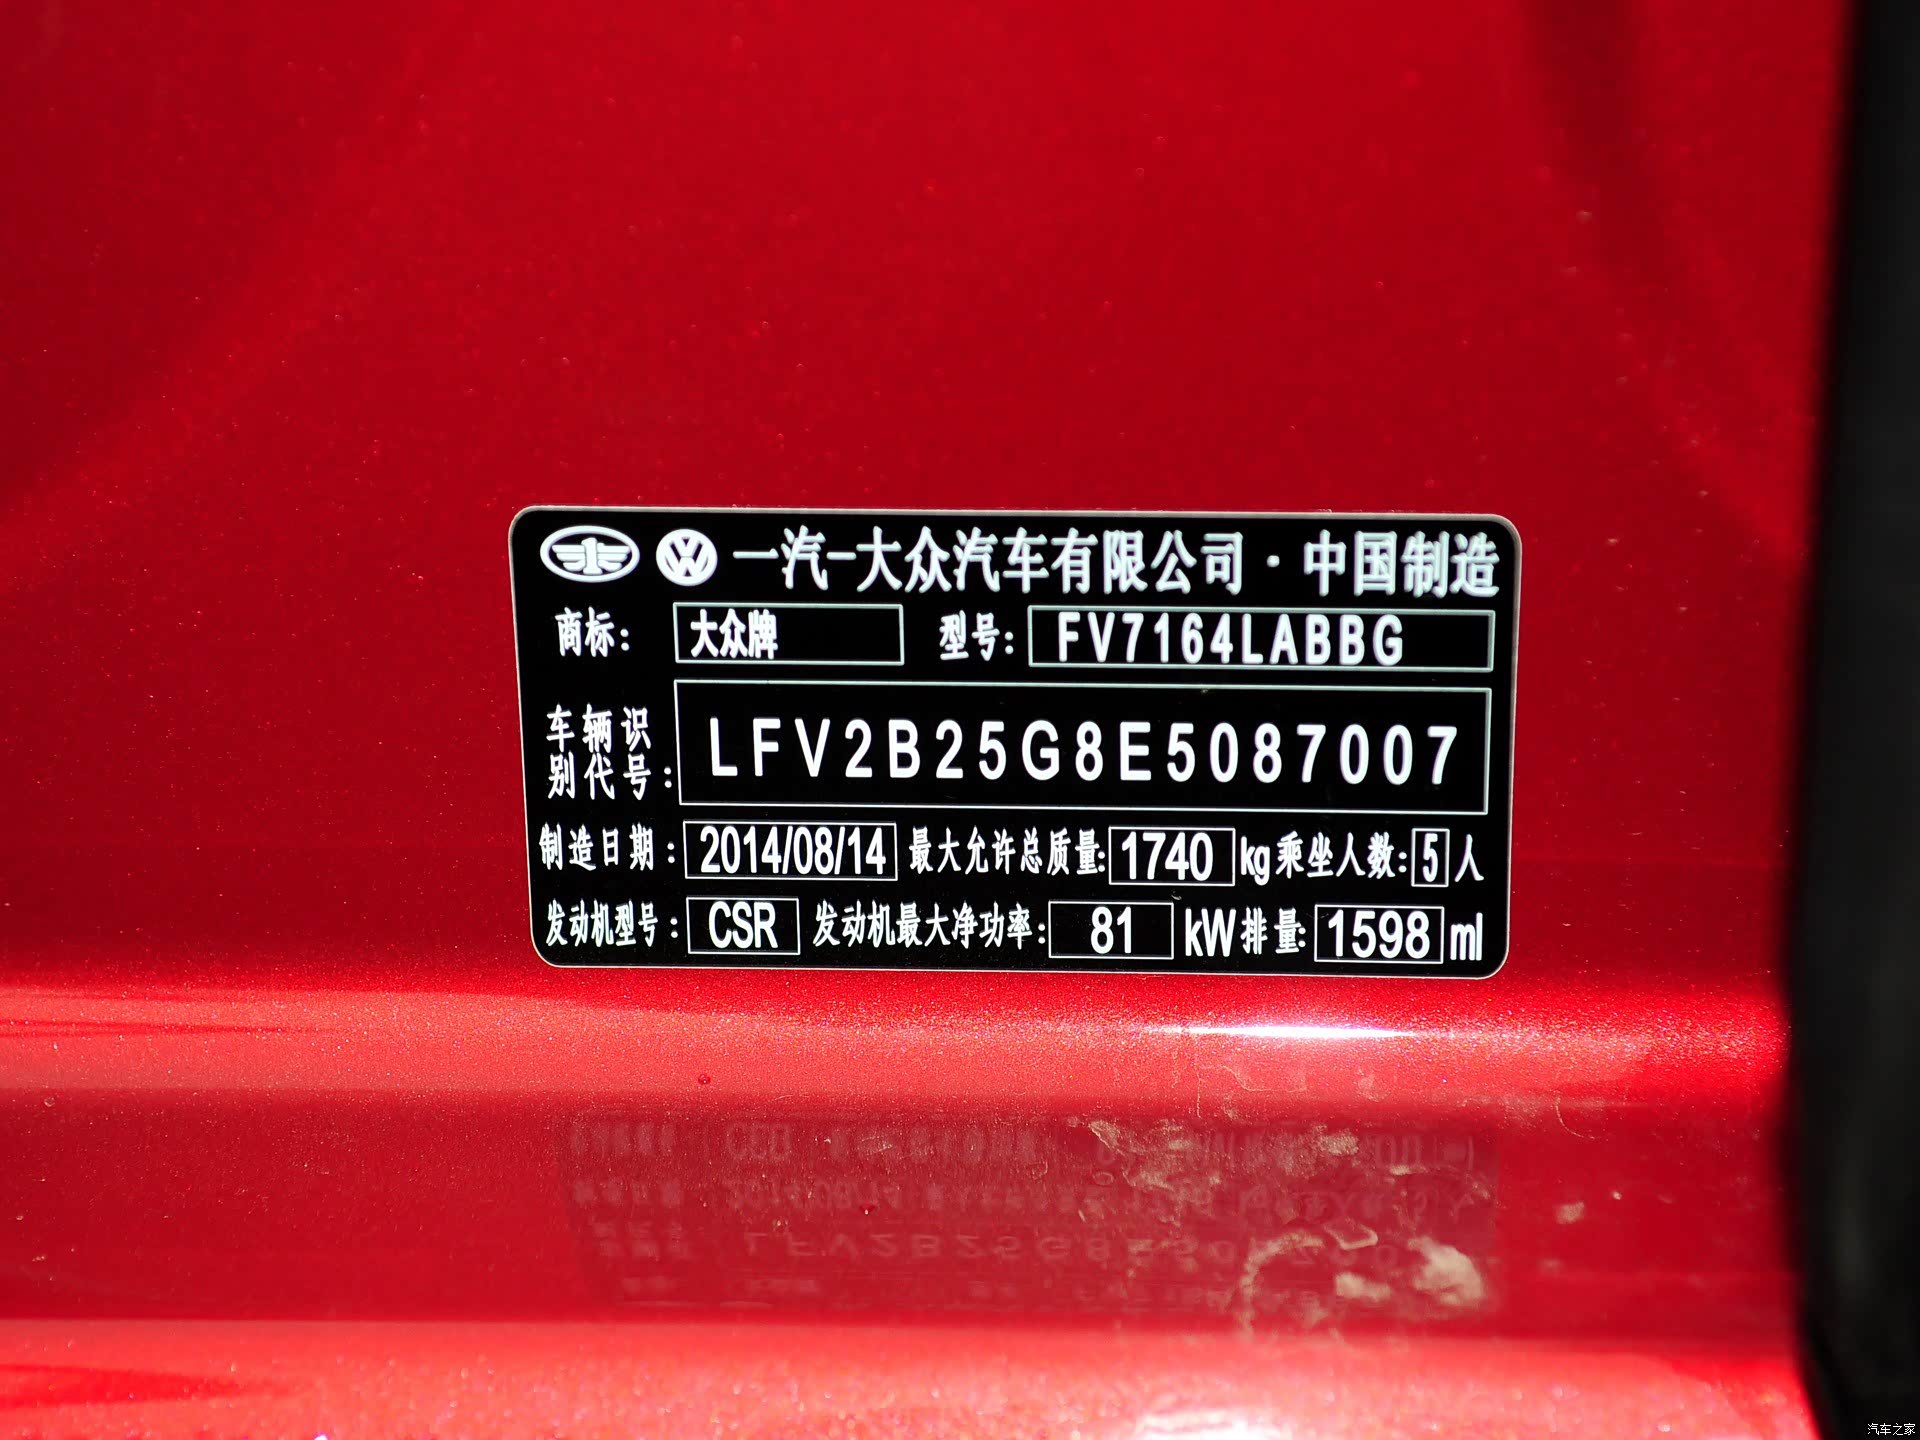 一汽-大众汽车有限公司·中国制造
商标: 大众牌 型号: FV7164LABBG
车辆识
别代号: LFV2B25G8E5087007
制造日期: 2014/08/14 最大允许总质量: 1740 kg 乘坐人数: 5 人
发动机型号: CSR 发动机最大净功率: 81 kW 排量: 1598 ml
汽车之家